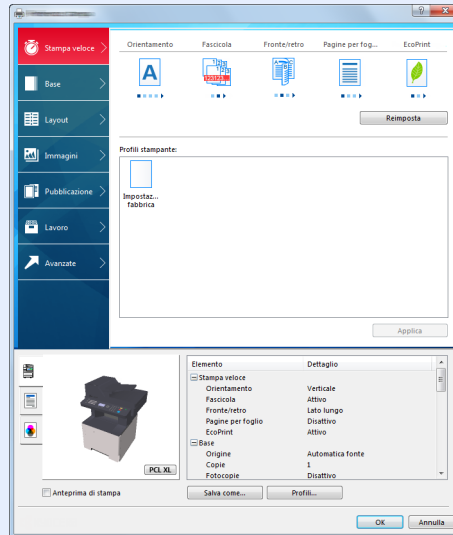 ?
Stampa veloce
Base
Layout
Immagini
Pubblicazione
Lavoro
Avanzate
Orientamento Fascicola Fronte/retro Pagine per fog... EcoPrint
A
123123...
Reimposta
Profili stampante:
Impostaz...
fabbrica
Applica
PCL XL
Anteprima di stampa
Elemento Dettaglio
Stampa veloce
Orientamento Verticale
Fascicola Attivo
Fronte/retro Lato lungo
Pagine per foglio Disattivo
EcoPrint Attivo
Base
Origine Automatica fonte
Copie 1
Fotocopie Disattivo
Salva come... Profili...
OK Annulla